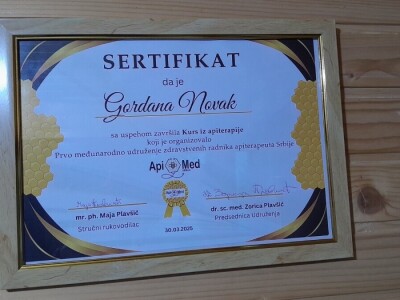 SERTIFIKAT
da je
Gordana Novak
sa uspehom završila Kurs iz apiterapije
koji je organizovalo
Prvo međunarodno udruženje zdravstvenih radnika apiterapeuta Srbije
Api Med
mr. ph. Maja Plavšić
Stručni rukovodilac
30.03.2025
dr. sc. med. Zorica Plavšić
Predsednica udruženja